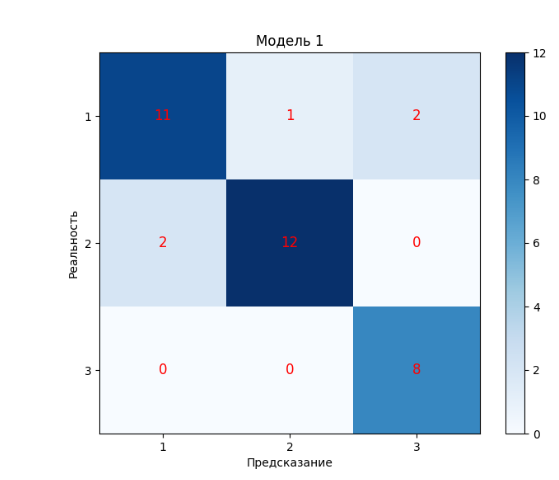 Модель 1
12
10
8
6
4
2
0
1
2
3
Реальность
11 1 2
2 12 0
0 0 8
1 2 3
Предсказание